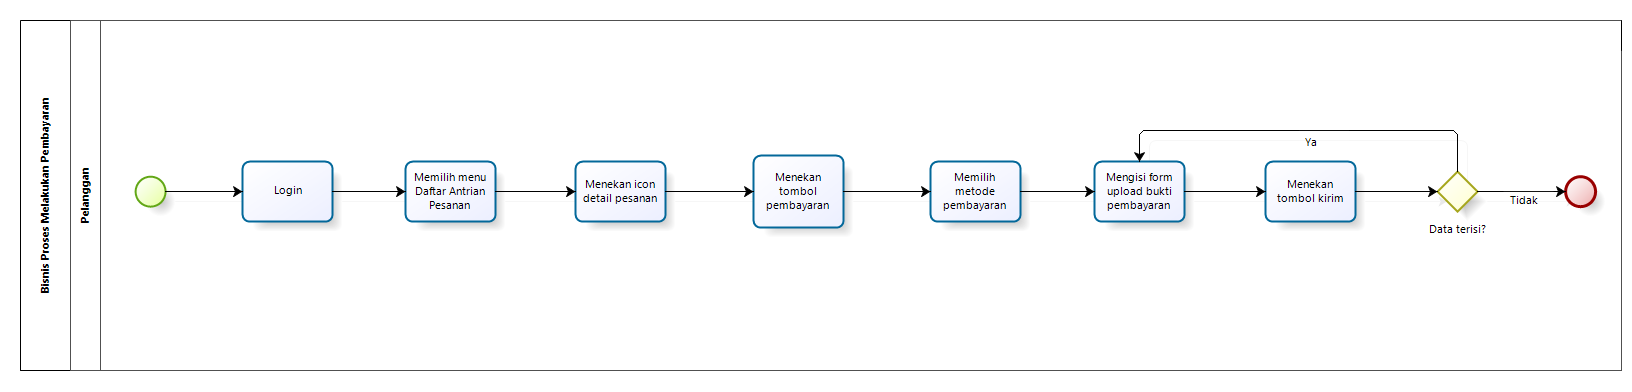 Bisnis Proses Melakukan Pembayaran
Pelanggan
Login
Memilih menu
Daftar Antrian
Pesanan
Menekan icon
detail pesanan
Menekan
tombol
pembayaran
Memilih
metode
pembayaran
Mengisi form
upload bukti
pembayaran
Menekan
tombol kirim
Ya
Tidak
Data terisi?